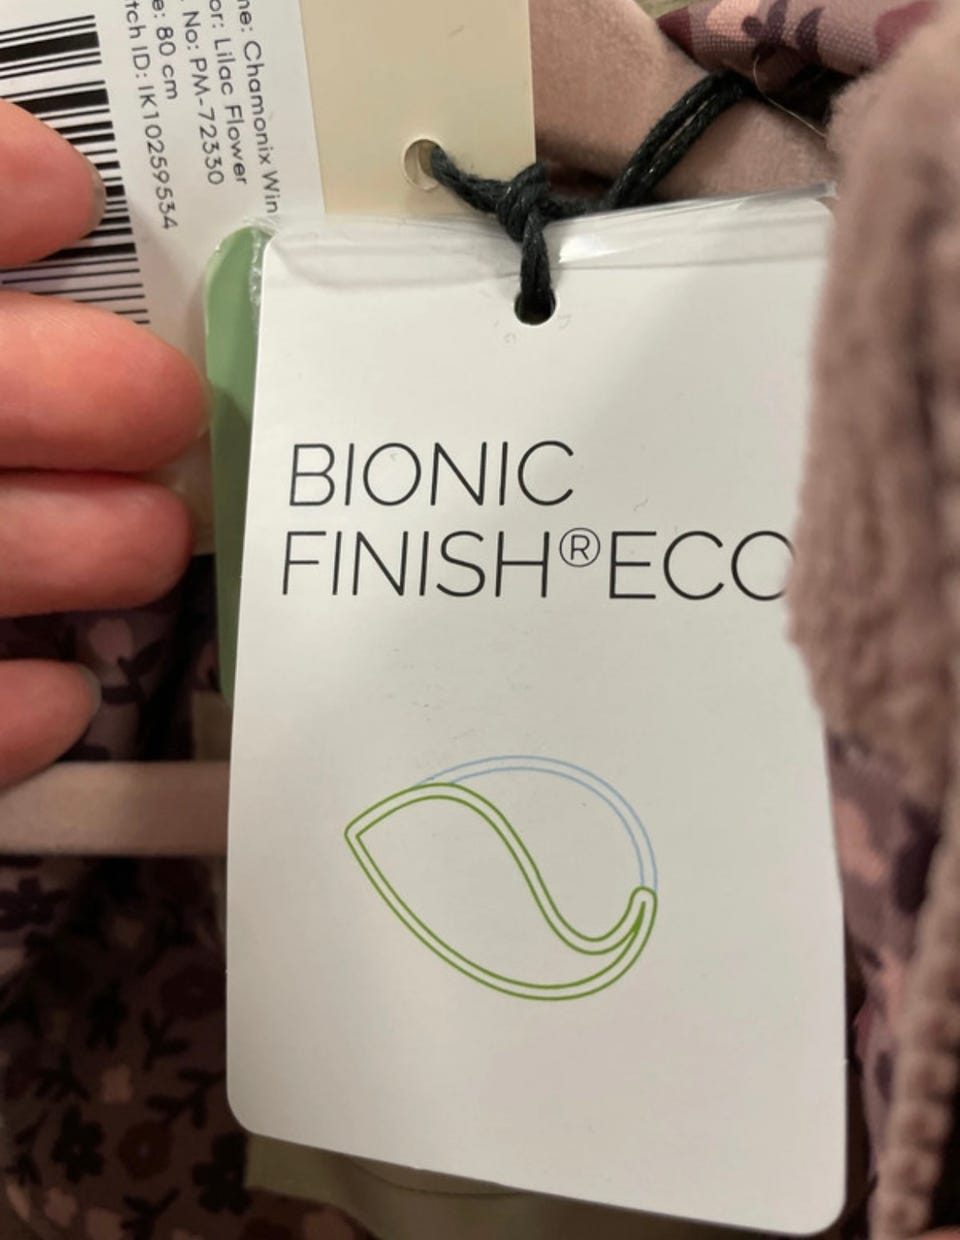 ne: Chamonix Win
or: Lilac Flower
No: PM-72330
e: 80 cm
tch ID: IK10259534
BIONIC
FINISH®ECO